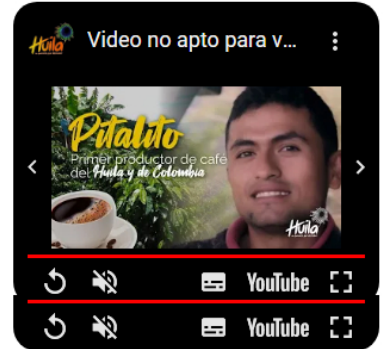 Huila
Video no apto para v...
Pitalito
Primer productor de café
del Huila y de Colombia
Huila
YouTube
YouTube